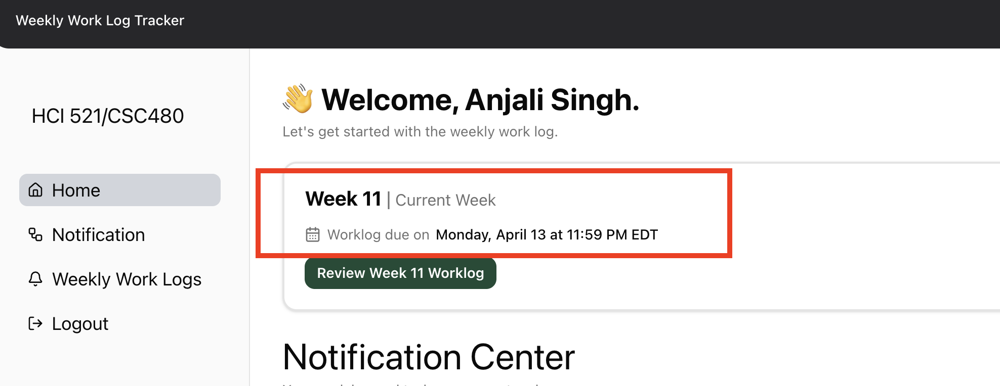 Weekly Work Log Tracker
HCI 521/CSC480
Home
Notification
Weekly Work Logs
Logout
👋 Welcome, Anjali Singh.
Let's get started with the weekly work log.
Week 11 | Current Week
Worklog due on Monday, April 13 at 11:59 PM EDT
Review Week 11 Worklog
Notification Center